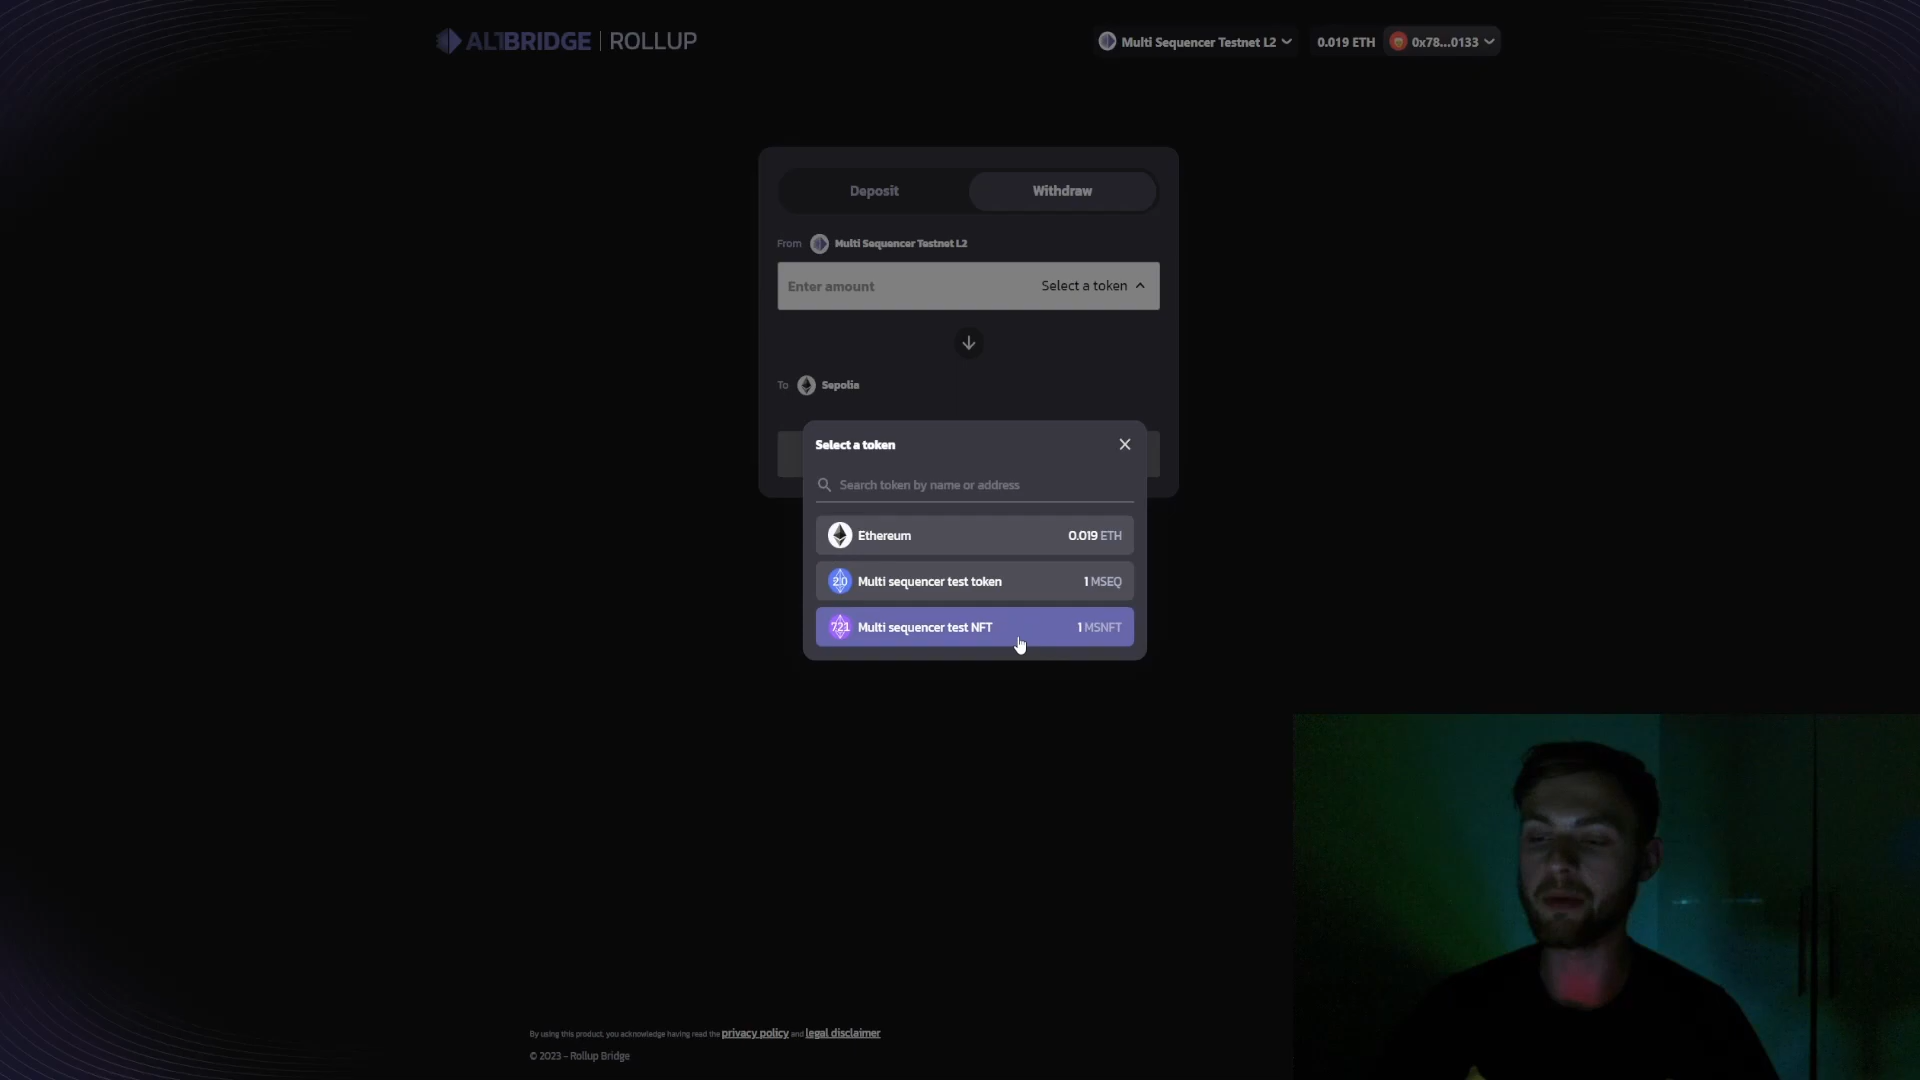 ALTBRIDGE | ROLLUP
Multi Sequencer Testnet L2
0.019 ETH
0x78...0133
Deposit
Withdraw
From Multi Sequencer Testnet L2
Enter amount
Select a token
To Sepolia
Select a token
Search token by name or address
Ethereum 0.019 ETH
2.0 Multi sequencer test token 1 MSEQ
721 Multi sequencer test NFT 1 MSNFT
By using this product, you acknowledge having read the privacy policy and legal disclaimer
© 2023 - Rollup Bridge